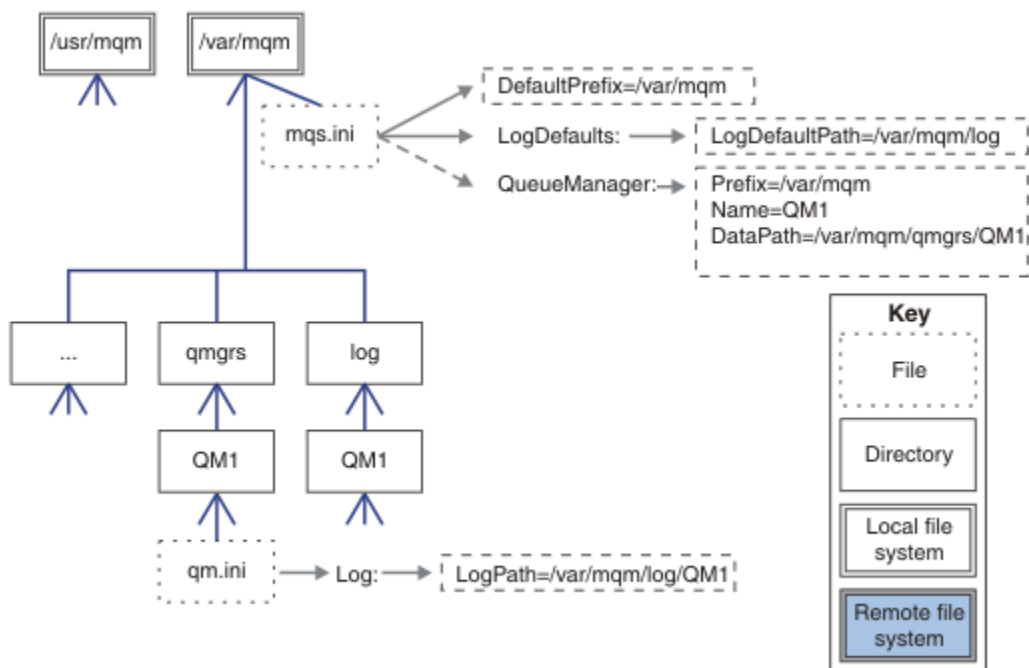 /usr/mqm
/var/mqm
mqs.ini
DefaultPrefix=/var/mqm
LogDefaults:
LogDefaultPath=/var/mqm/log
QueueManager:
Prefix=/var/mqm
Name=QM1
DataPath=/var/mqm/qmgrs/QM1
...
qmgrs
log
QM1
QM1
qm.ini
Log:
LogPath=/var/mqm/log/QM1
Key
File
Directory
Local file
system
Remote file
system